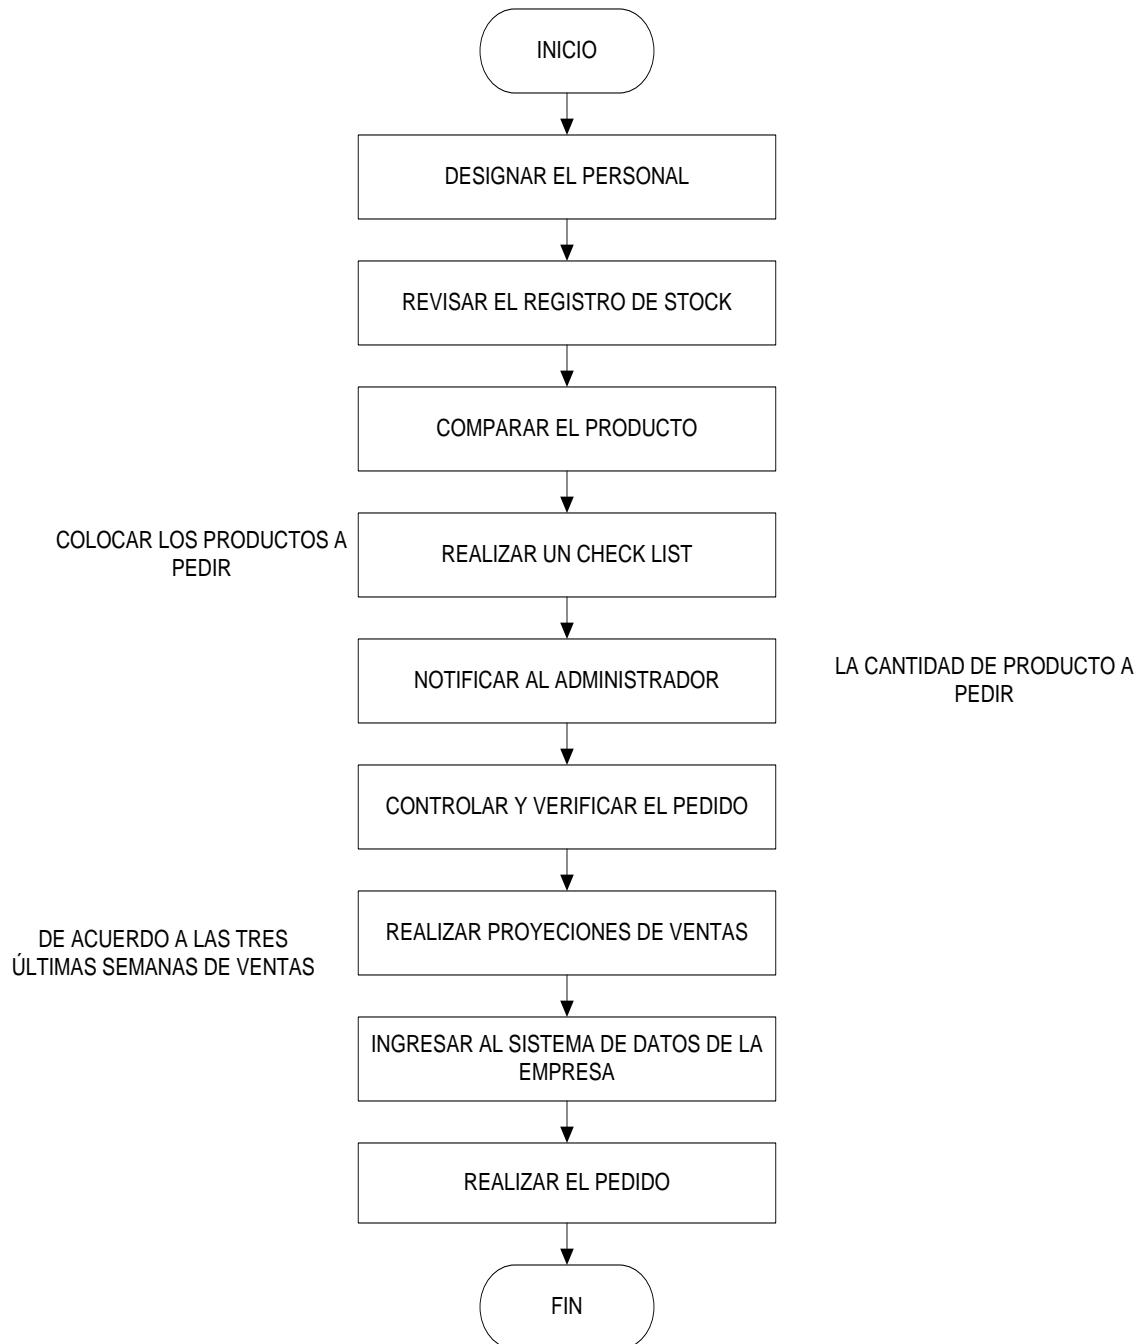 INICIO
DESIGNAR EL PERSONAL
REVISAR EL REGISTRO DE STOCK
COMPARAR EL PRODUCTO
COLOCAR LOS PRODUCTOS A
PEDIR
REALIZAR UN CHECK LIST
NOTIFICAR AL ADMINISTRADOR
LA CANTIDAD DE PRODUCTO A
PEDIR
CONTROLAR Y VERIFICAR EL PEDIDO
REALIZAR PROYECIONES DE VENTAS
DE ACUERDO A LAS TRES
ÚLTIMAS SEMANAS DE VENTAS
INGRESAR AL SISTEMA DE DATOS DE LA
EMPRESA
REALIZAR EL PEDIDO
FIN